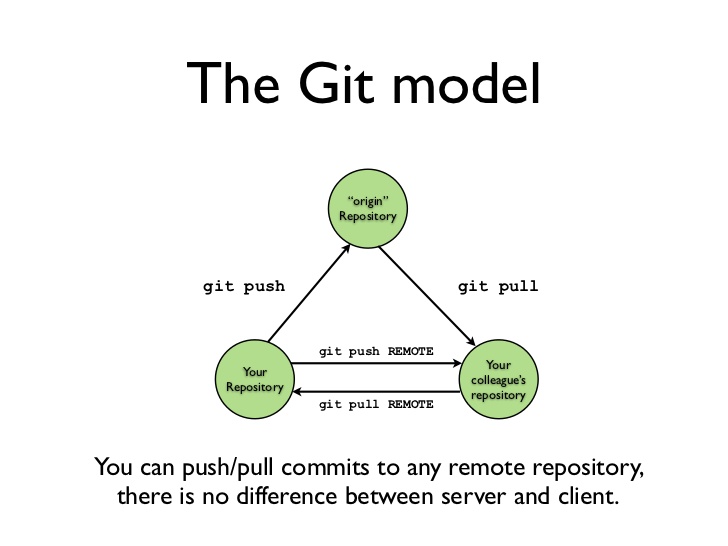 The Git model
“origin”
Repository
git push
git pull
git push REMOTE
Your
Repository
Your
colleague’s
repository
git pull REMOTE
You can push/pull commits to any remote repository,
there is no difference between server and client.